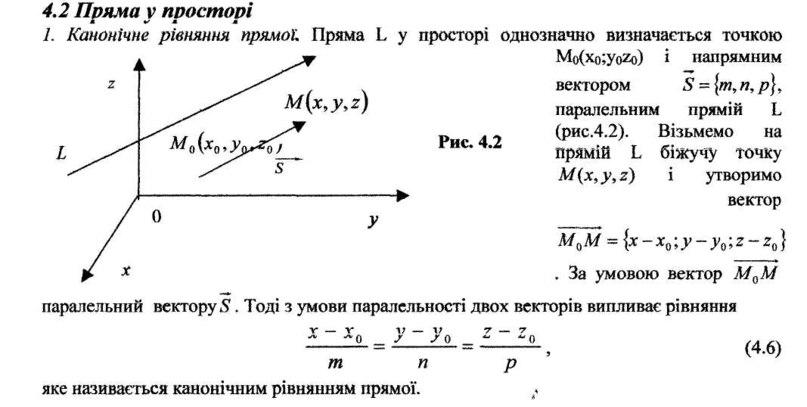 4.2 Пряма у просторі
1. Канонічне рівняння прямої. Пряма L у просторі однозначно визначається точкою
M₀(x₀;y₀z₀) і напрямним
вектором S⃗ = {m, n, p},
паралельним прямій L
(рис.4.2). Візьмемо на
прямій L біжучу точку
M(x, y, z) і утворимо
вектор
z
M(x, y, z)
L
M₀(x₀, y₀, z₀)
S
Рис. 4.2
0
y
x
M₀M = {x − x₀; y − y₀; z − z₀}
. За умовою вектор M₀M
паралельний вектору S⃗ . Тоді з умови паралельності двох векторів випливає рівняння
(x − x₀)/m = (y − y₀)/n = (z − z₀)/p , (4.6)
яке називається канонічним рівнянням прямої.